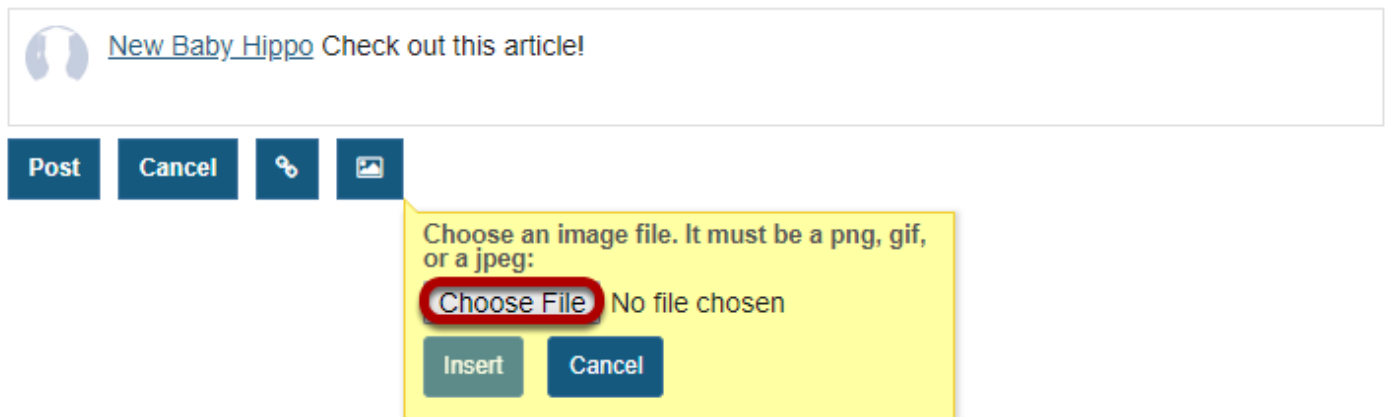 New Baby Hippo Check out this article!
Post Cancel
Choose an image file. It must be a png, gif,
or a jpeg:
Choose File No file chosen
Insert Cancel